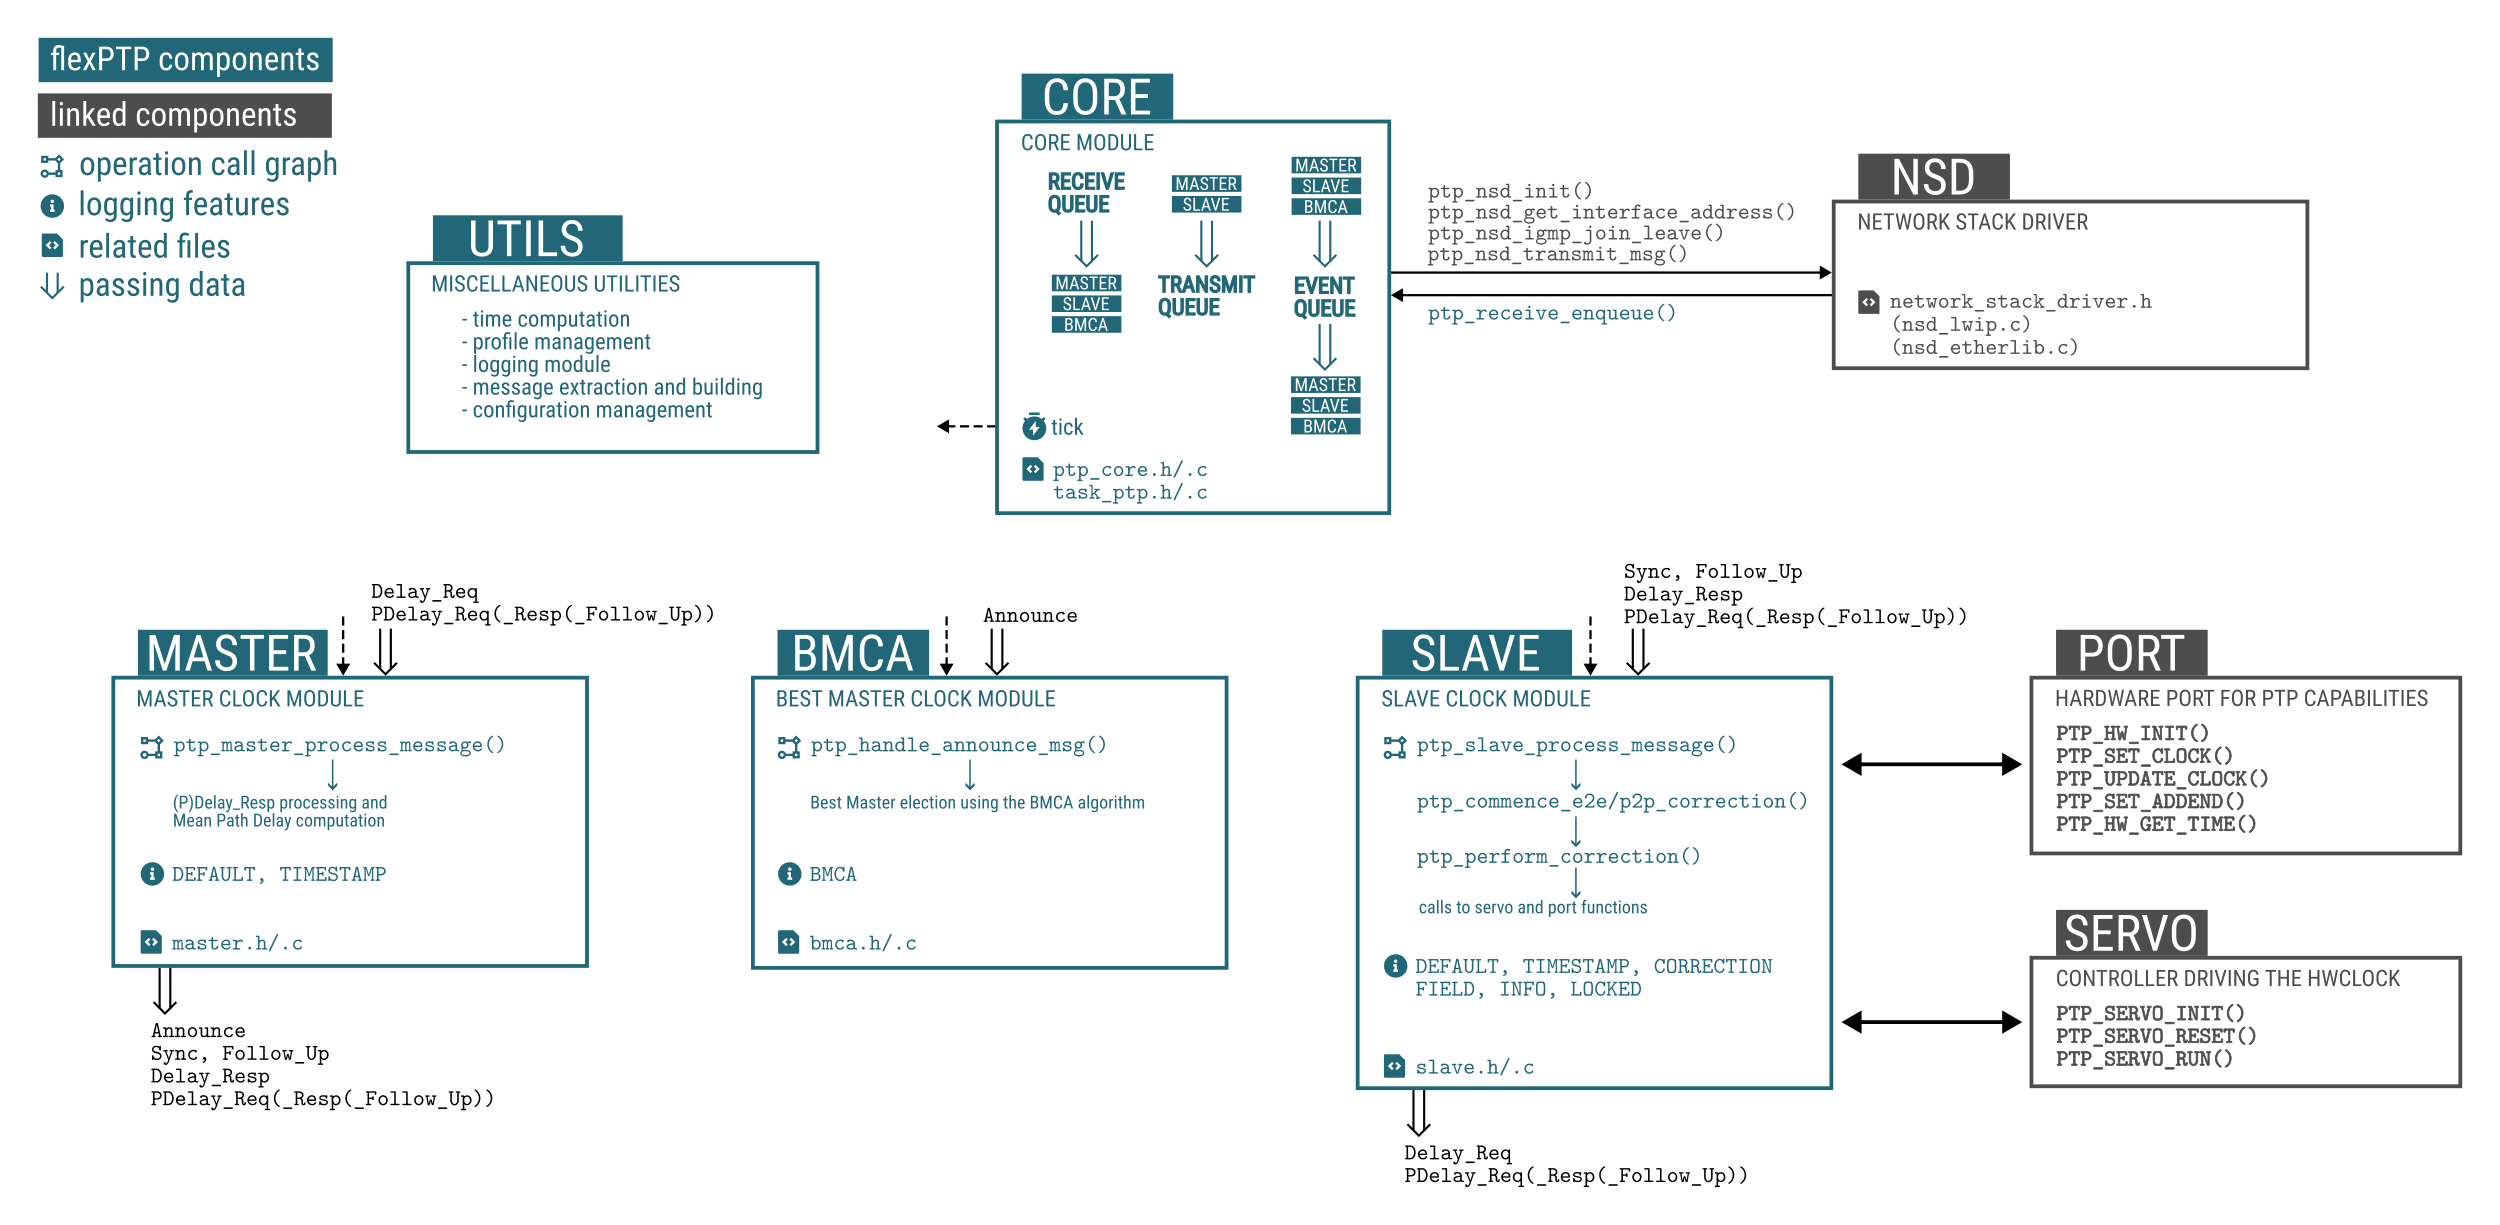 flexPTP components
linked components
operation call graph
logging features
related files
passing data
UTILS
MISCELLANEOUS UTILITIES
- time computation
- profile management
- logging module
- message extraction and building
- configuration management
CORE
CORE MODULE
RECEIVE
QUEUE
MASTER
SLAVE
BMCA
MASTER
SLAVE
TRANSMIT
QUEUE
MASTER
SLAVE
BMCA
EVENT
QUEUE
MASTER
SLAVE
BMCA
tick
ptp_core.h/.c
task_ptp.h/.c
ptp_nsd_init()
ptp_nsd_get_interface_address()
ptp_nsd_igmp_join_leave()
ptp_nsd_transmit_msg()
ptp_receive_enqueue()
NSD
NETWORK STACK DRIVER
network_stack_driver.h
(nsd_lwip.c)
(nsd_etherlib.c)
Delay_Req
PDelay_Req(_Resp(_Follow_Up))
MASTER
MASTER CLOCK MODULE
ptp_master_process_message()
(P)Delay_Resp processing and
Mean Path Delay computation
DEFAULT, TIMESTAMP
master.h/.c
Announce
Sync, Follow_Up
Delay_Resp
PDelay_Req(_Resp(_Follow_Up))
Announce
BMCA
BEST MASTER CLOCK MODULE
ptp_handle_announce_msg()
Best Master election using the BMCA algorithm
BMCA
bmca.h/.c
Sync, Follow_Up
Delay_Resp
PDelay_Req(_Resp(_Follow_Up))
SLAVE
SLAVE CLOCK MODULE
ptp_slave_process_message()
ptp_commence_e2e/p2p_correction()
ptp_perform_correction()
calls to servo and port functions
DEFAULT, TIMESTAMP, CORRECTION
FIELD, INFO, LOCKED
slave.h/.c
Delay_Req
PDelay_Req(_Resp(_Follow_Up))
PORT
HARDWARE PORT FOR PTP CAPABILITIES
PTP_HW_INIT()
PTP_SET_CLOCK()
PTP_UPDATE_CLOCK()
PTP_SET_ADDEND()
PTP_HW_GET_TIME()
SERVO
CONTROLLER DRIVING THE HWCLOCK
PTP_SERVO_INIT()
PTP_SERVO_RESET()
PTP_SERVO_RUN()